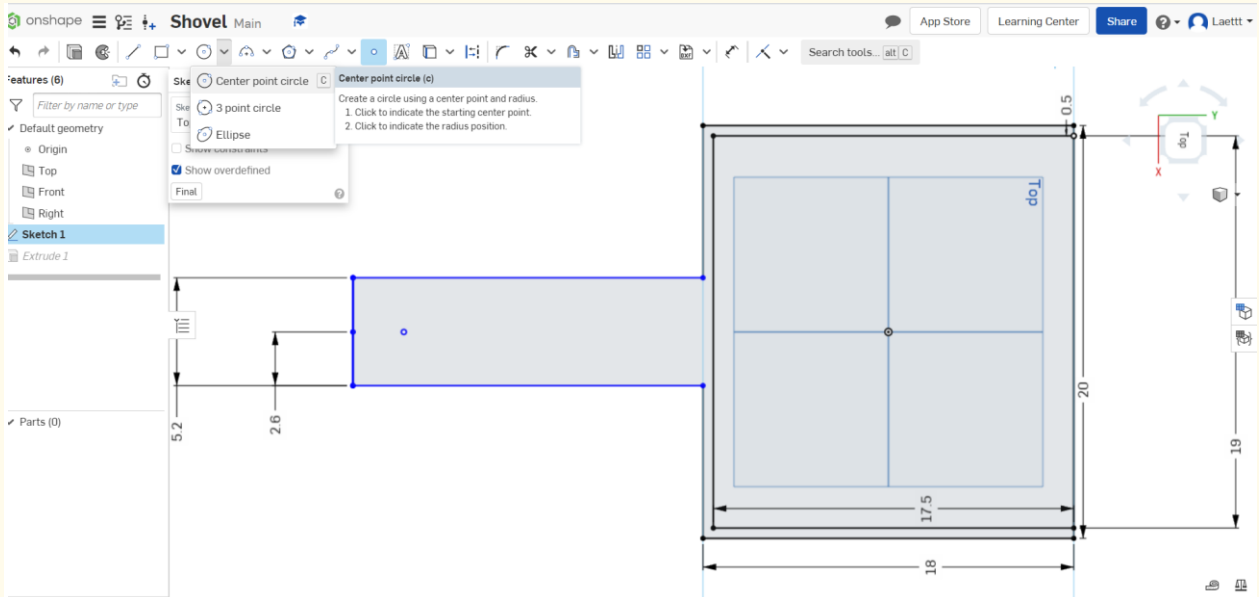 onshape Shovel Main App Store Learning Center Share Laettt
Search tools... alt C
Features (6)
Filter by name or type
Default geometry
Origin
Top
Front
Right
Sketch 1
Extrude 1
Parts (0)
Ske
Center point circle C
3 point circle
Ellipse
Ske
To
Show constraints
Show overdefined
Final
Center point circle (c)
Create a circle using a center point and radius.
1. Click to indicate the starting center point.
2. Click to indicate the radius position.
0.5
Top
5.2
2.6
17.5
18
20
19
Top
Y
X